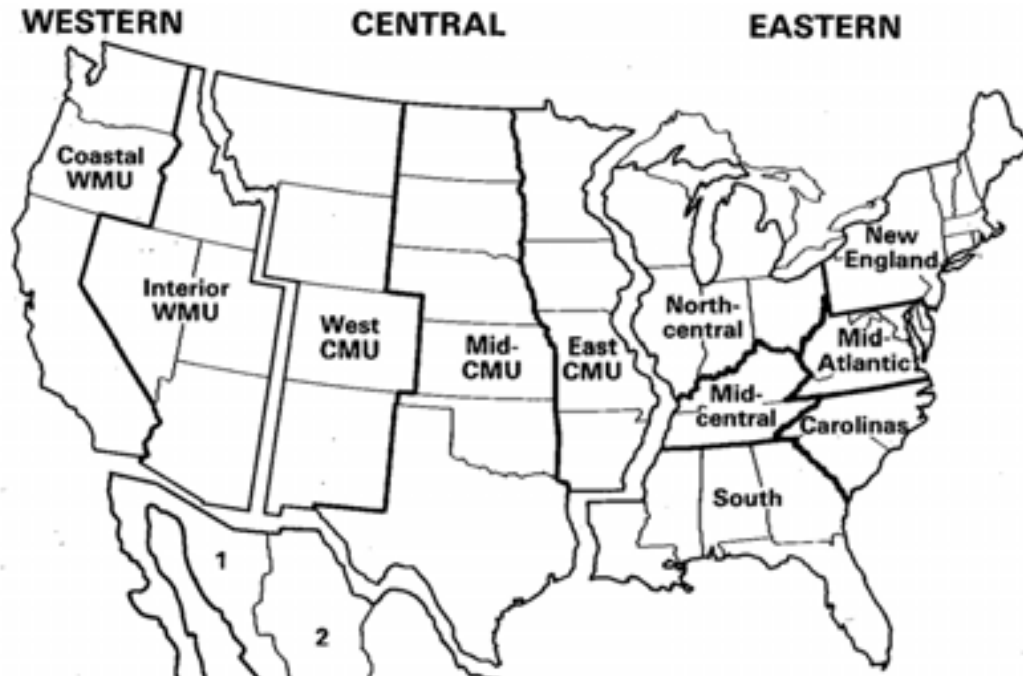 WESTERN
CENTRAL
EASTERN
Coastal
WMU
Interior
WMU
West
CMU
Mid-
CMU
East
CMU
North-
central
New
England
Mid-
Atlantic
Mid-
central
Carolinas
South
1
2